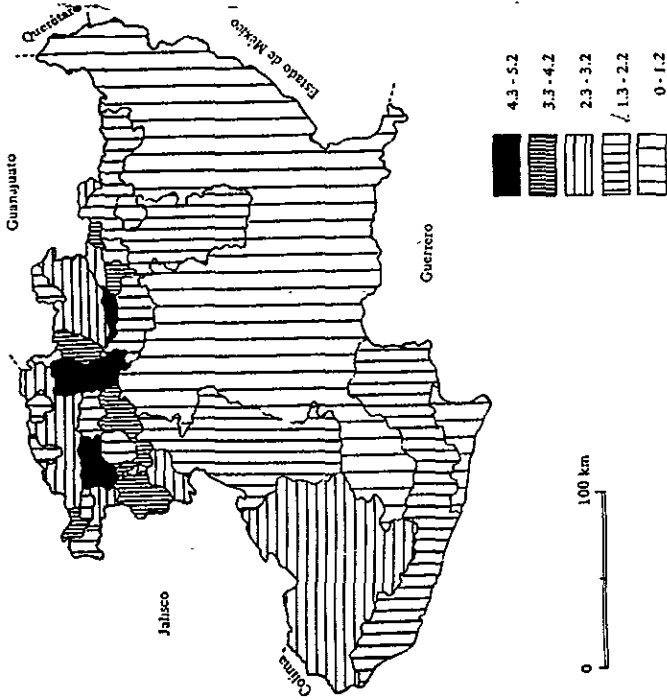 Guanajuato
Querétaro
Estado de México
Guerrero
Jalisco
Colima
4.3 - 5.2
3.3 - 4.2
2.3 - 3.2
1.3 - 2.2
0 - 1.2
0
100 km